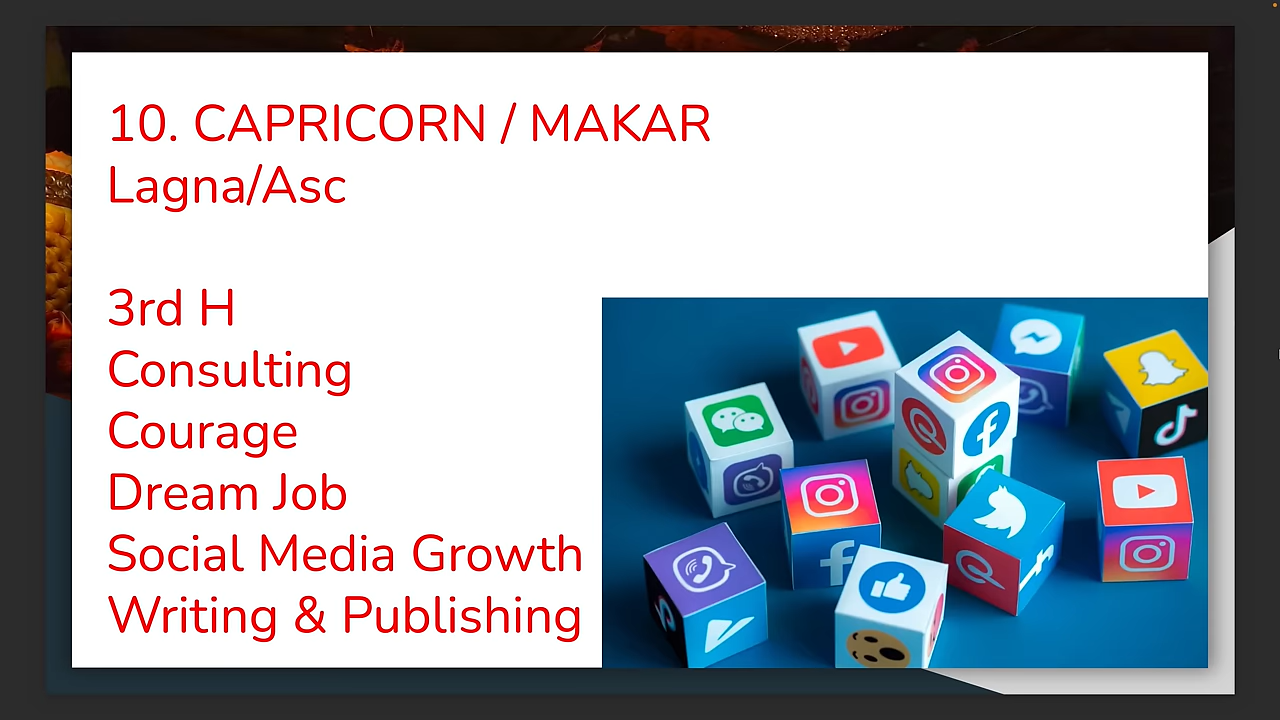 10. CAPRICORN / MAKAR
Lagna/Asc
3rd H
Consulting
Courage
Dream Job
Social Media Growth
Writing & Publishing